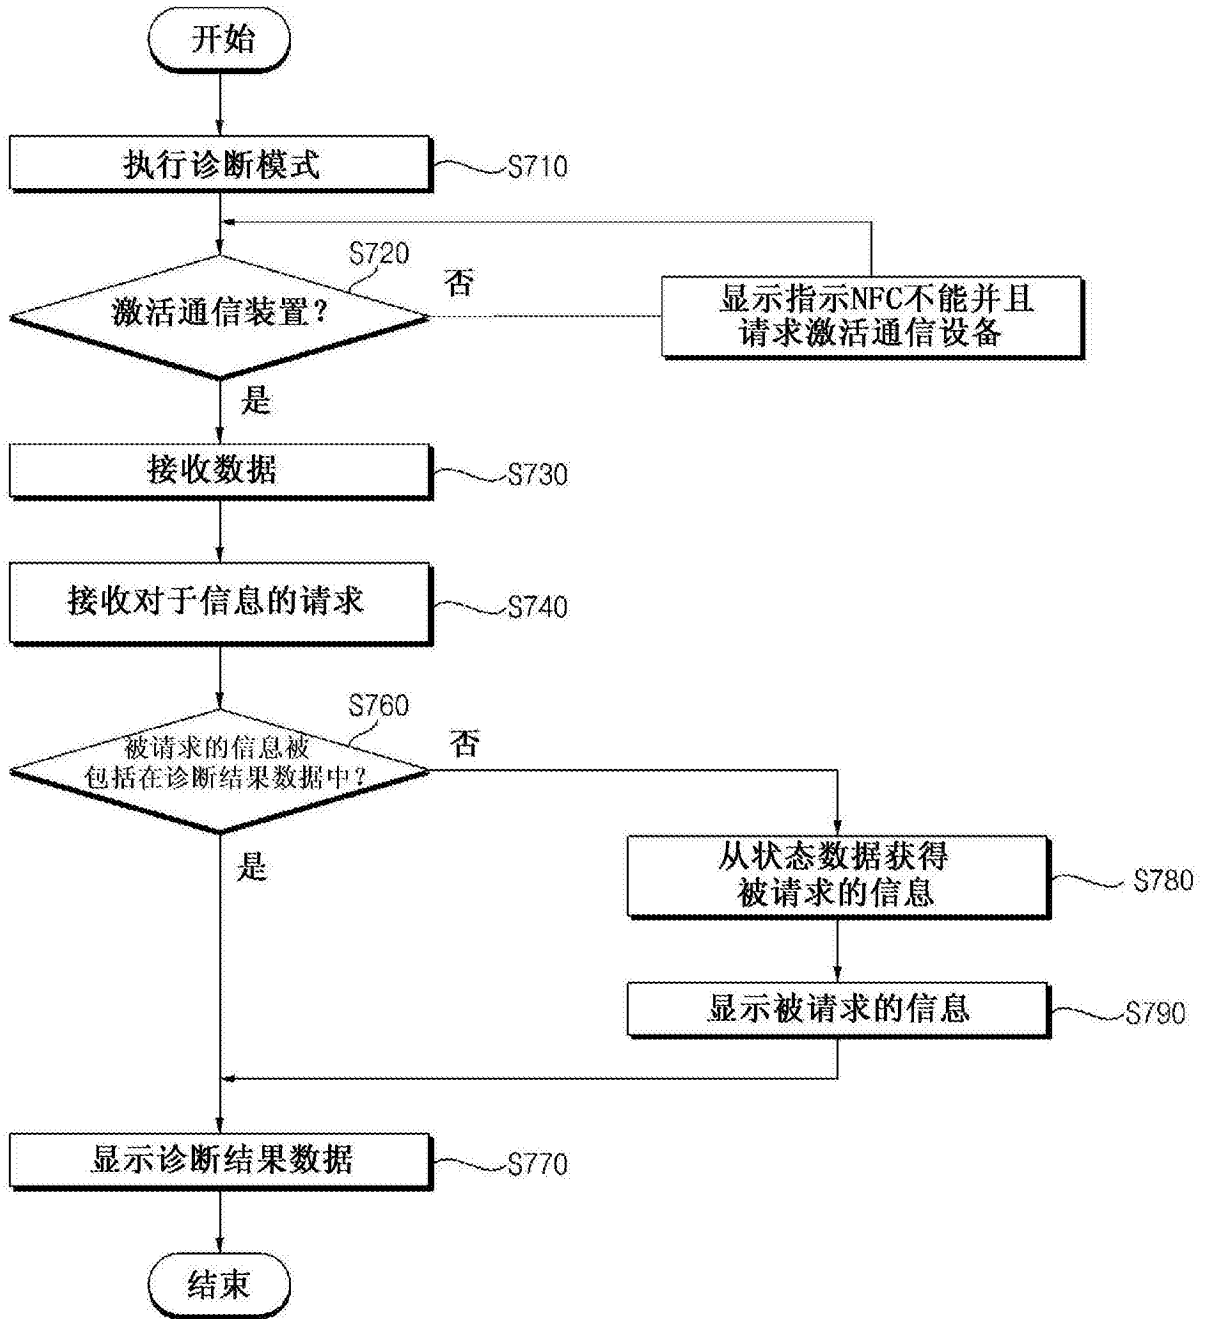 开始
执行诊断模式
S710
S720
激活通信装置?
否
显示指示NFC不能并且
请求激活通信设备
是
接收数据
S730
接收对于信息的请求
S740
S760
被请求的信息被
包括在诊断结果数据中?
否
是
从状态数据获得
被请求的信息
S780
显示被请求的信息
S790
显示诊断结果数据
S770
结束